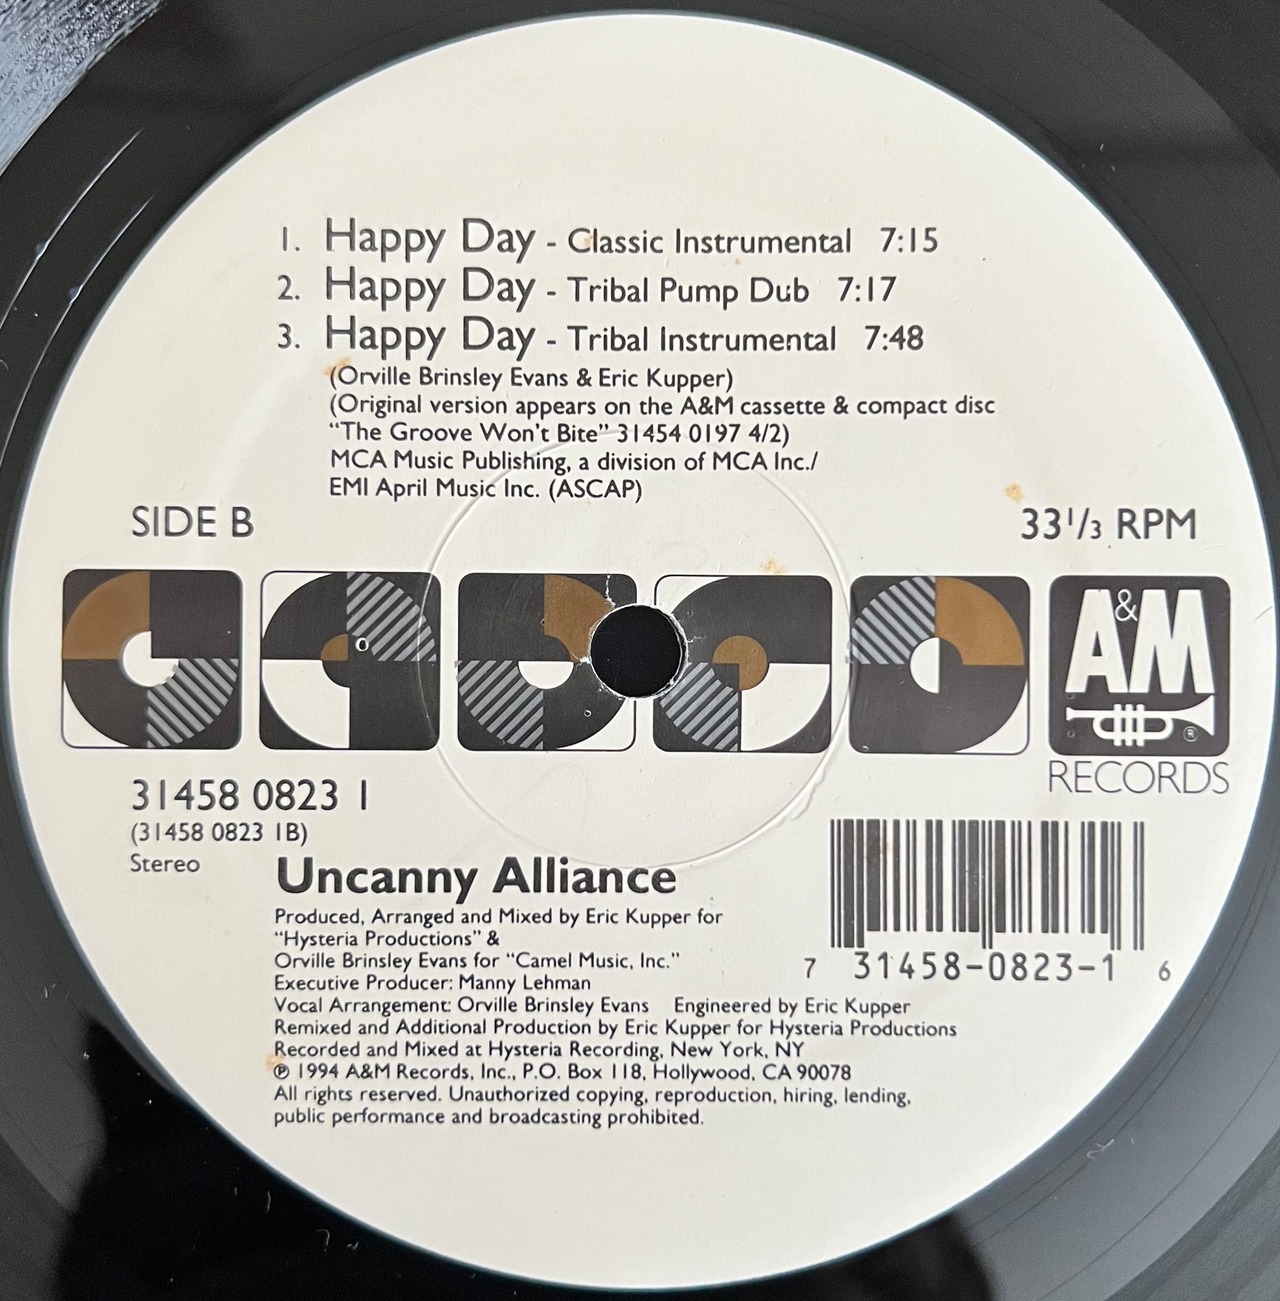 1. Happy Day - Classic Instrumental 7:15
2. Happy Day - Tribal Pump Dub 7:17
3. Happy Day - Tribal Instrumental 7:48
(Orville Brinsley Evans & Eric Kupper)
(Original version appears on the A&M cassette & compact disc
“The Groove Won't Bite” 31454 0197 4/2)
MCA Music Publishing, a division of MCA Inc./
EMI April Music Inc. (ASCAP)
SIDE B
33 1/3 RPM
A&M
®
RECORDS
31458 0823 1
(31458 0823 1B)
Stereo
Uncanny Alliance
Produced, Arranged and Mixed by Eric Kupper for
“Hysteria Productions” &
Orville Brinsley Evans for “Camel Music, Inc.”
Executive Producer: Manny Lehman
Vocal Arrangement: Orville Brinsley Evans Engineered by Eric Kupper
Remixed and Additional Production by Eric Kupper for Hysteria Productions
Recorded and Mixed at Hysteria Recording, New York, NY
℗ 1994 A&M Records, Inc., P.O. Box 118, Hollywood, CA 90078
All rights reserved. Unauthorized copying, reproduction, hiring, lending,
public performance and broadcasting prohibited.
7 31458-0823-1 6